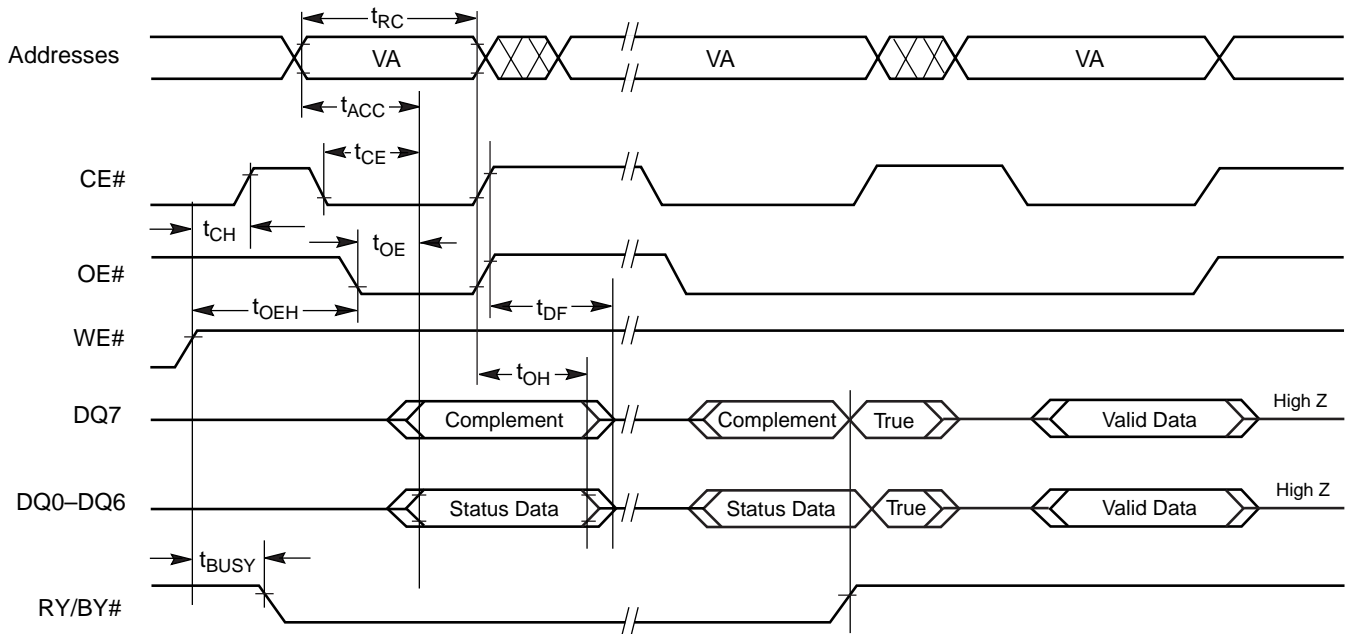 tRC
Addresses VA VA VA
tACC
tCE
CE#
tCH tOE
OE#
tOEH tDF
WE#
tOH
DQ7 Complement Complement True Valid Data High Z
DQ0–DQ6 Status Data Status Data True Valid Data High Z
tBUSY
RY/BY#